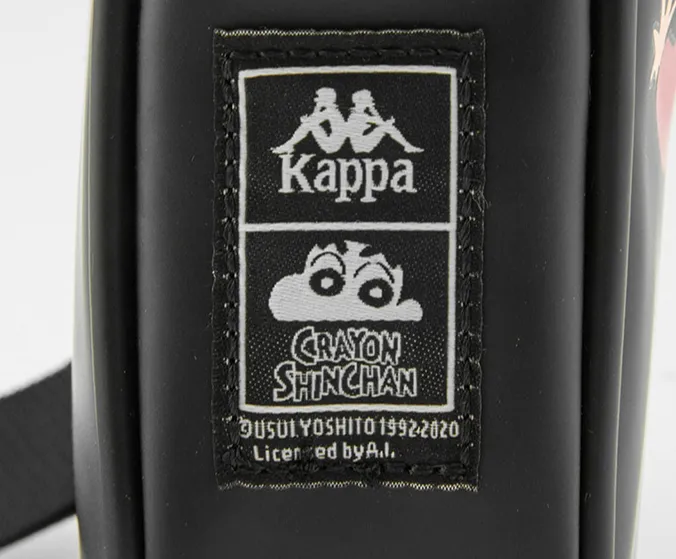 Kappa
CRAYON
SHINCHAN
©USUI.YOSHITO 1992-2020
Licensed by A.I.